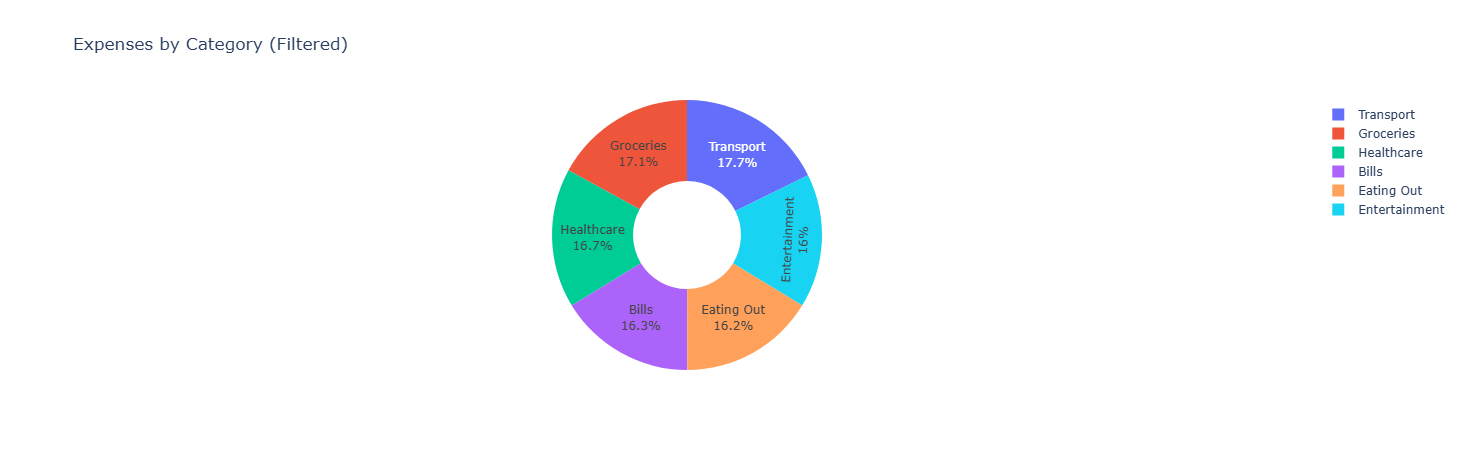 Expenses by Category (Filtered)
Groceries
17.1%
Transport
17.7%
Healthcare
16.7%
Entertainment
16%
Bills
16.3%
Eating Out
16.2%
Transport
Groceries
Healthcare
Bills
Eating Out
Entertainment